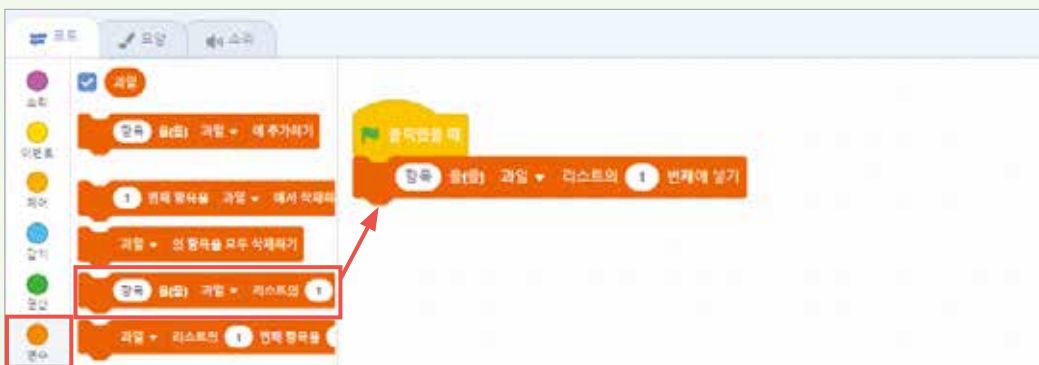 코드 모양 소리
소리
이벤트
제어
감지
연산
변수
과일
항목 을(를) 과일 에 추가하기
1 번째 항목을 과일 에서 삭제하
과일 의 항목을 모두 삭제하기
항목 을(를) 과일 리스트의 1
과일 리스트의 1 번째 항목을
클릭했을 때
항목 을(를) 과일 리스트의 1 번째에 넣기